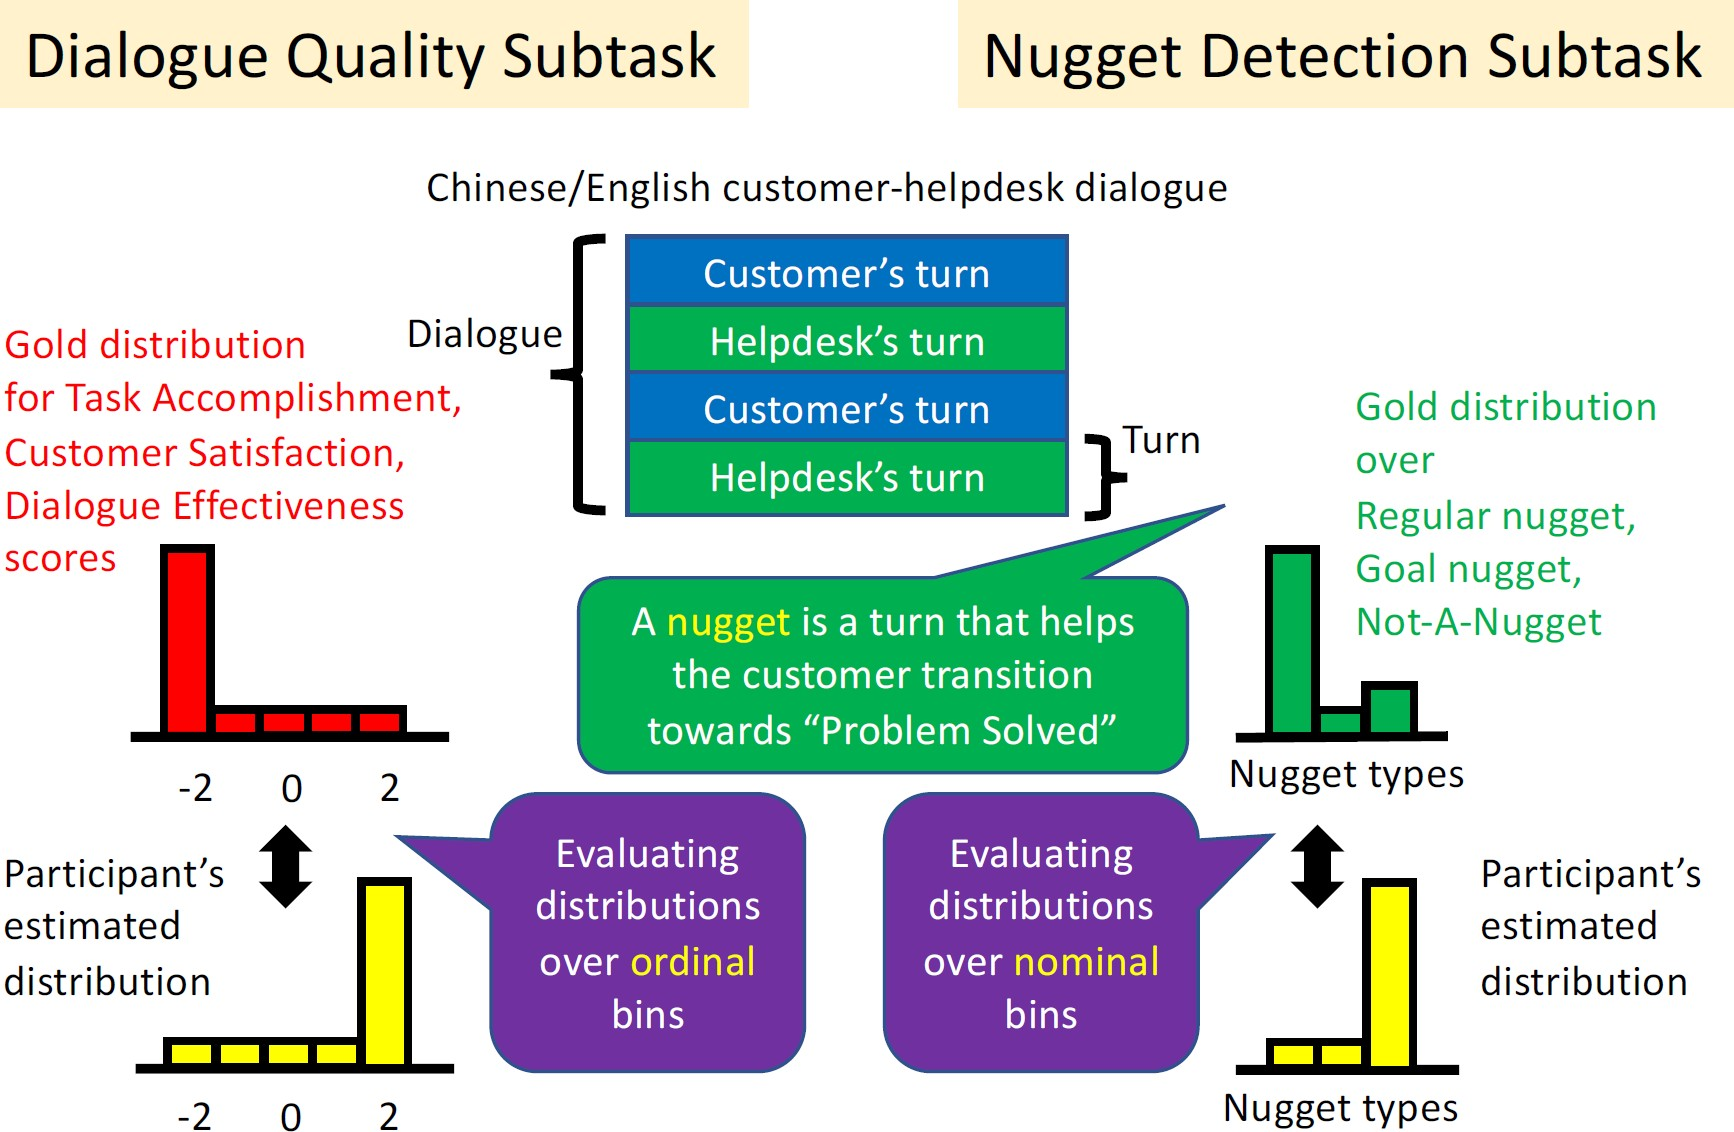 Dialogue Quality Subtask
Nugget Detection Subtask
Chinese/English customer-helpdesk dialogue
Dialogue
Customer’s turn
Helpdesk’s turn
Customer’s turn
Helpdesk’s turn
Turn
Gold distribution
for Task Accomplishment,
Customer Satisfaction,
Dialogue Effectiveness
scores
-2 0 2
Participant’s
estimated
distribution
-2 0 2
A nugget is a turn that helps
the customer transition
towards “Problem Solved”
Evaluating
distributions
over ordinal
bins
Evaluating
distributions
over nominal
bins
Gold distribution
over
Regular nugget,
Goal nugget,
Not-A-Nugget
Nugget types
Participant’s
estimated
distribution
Nugget types